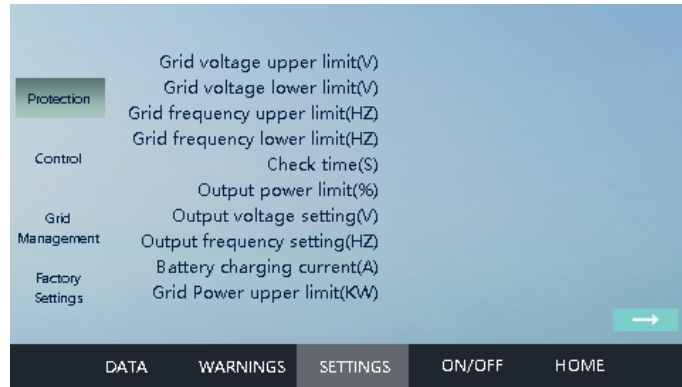 Protection
Control
Grid
Management
Factory
Settings
Grid voltage upper limit(V)
Grid voltage lower limit(V)
Grid frequency upper limit(HZ)
Grid frequency lower limit(HZ)
Check time(S)
Output power limit(%)
Output voltage setting(V)
Output frequency setting(HZ)
Battery charging current(A)
Grid Power upper limit(KW)
→
DATA WARNINGS SETTINGS ON/OFF HOME